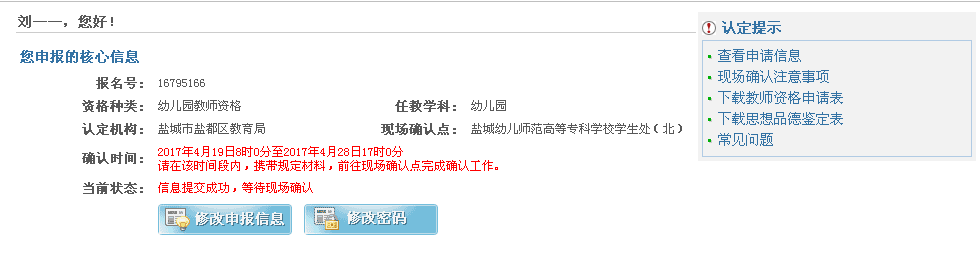 刘一一，您好！
您申报的核心信息
报名号： 16795166
资格种类： 幼儿园教师资格 任教学科： 幼儿园
认定机构： 盐城市盐都区教育局 现场确认点： 盐城幼儿师范高等专科学校学生处（北）
确认时间： 2017年4月19日8时0分至2017年4月28日17时0分
请在该时间段内，携带规定材料，前往现场确认点完成确认工作。
当前状态： 信息提交成功，等待现场确认
修改申报信息 修改密码
认定提示
查看申请信息
现场确认注意事项
下载教师资格申请表
下载思想品德鉴定表
常见问题